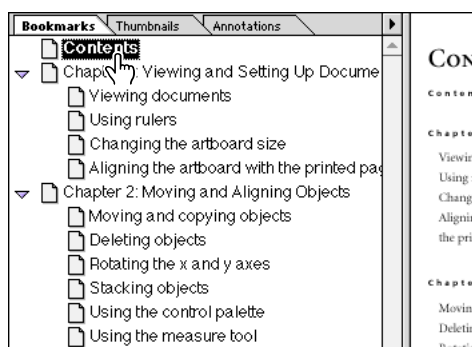 Bookmarks Thumbnails Annotations
Contents
Viewing and Setting Up Docume
Viewing documents
Using rulers
Changing the artboard size
Aligning the artboard with the printed pag
Chapter 2: Moving and Aligning Objects
Moving and copying objects
Deleting objects
Rotating the x and y axes
Stacking objects
Using the control palette
Using the measure tool
CON
Conten
Chapte
Viewin
Using
Chang
Aligni
the pri
Chapte
Movin
Deleti